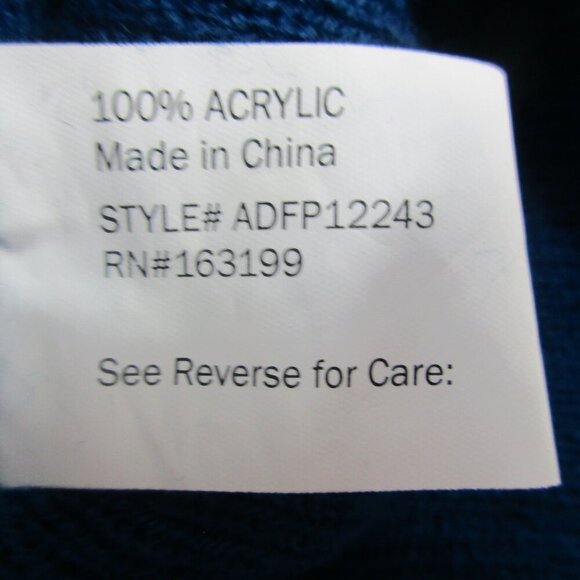 100% ACRYLIC
Made in China
STYLE# ADFP12243
RN#163199
See Reverse for Care: